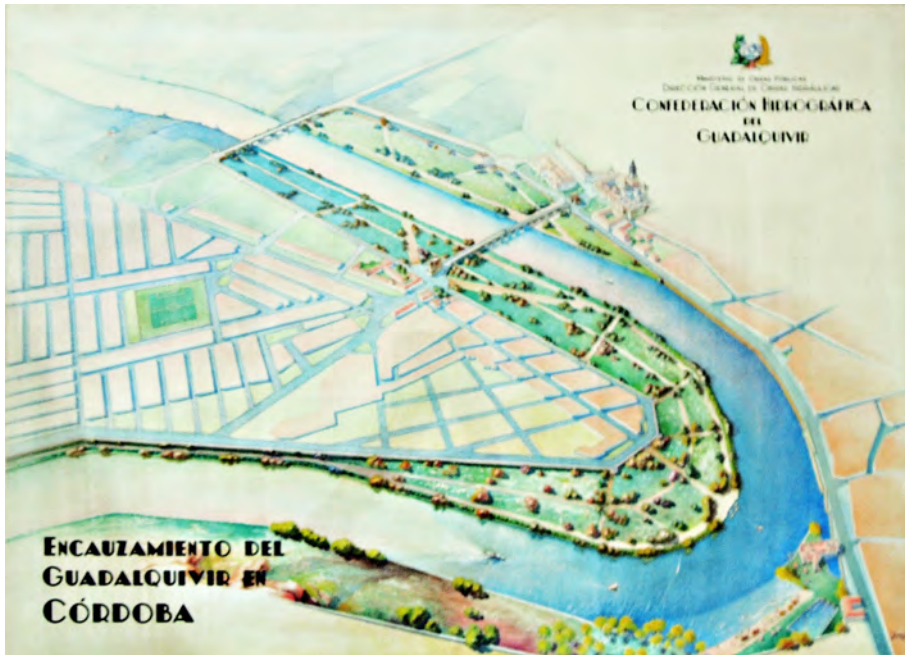 MINISTERIO DE OBRAS PÚBLICAS
DIRECCIÓN GENERAL DE OBRAS HIDRÁULICAS
CONFEDERACIÓN HIDROGRÁFICA
DEL
GUADALQUIVIR
ENCAUZAMIENTO DEL
GUADALQUIVIR EN
CÓRDOBA